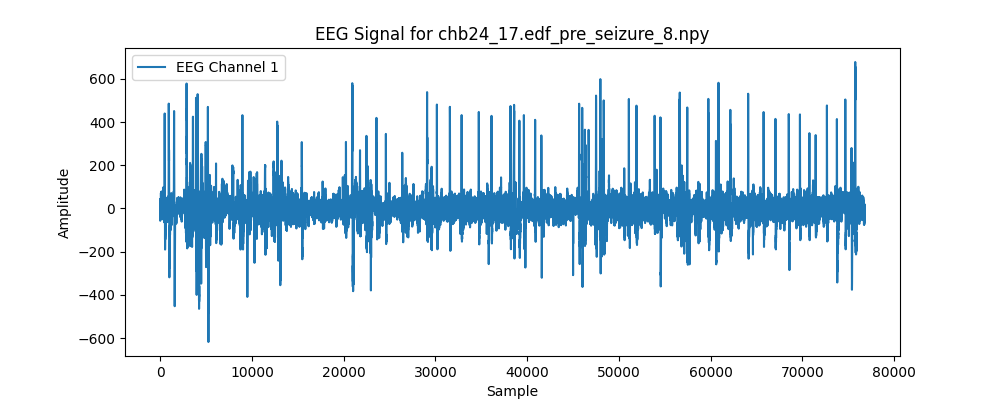 EEG Signal for chb24_17.edf_pre_seizure_8.npy
EEG Channel 1
600
400
200
0
−200
−400
−600
Amplitude
0 10000 20000 30000 40000 50000 60000 70000 80000
Sample